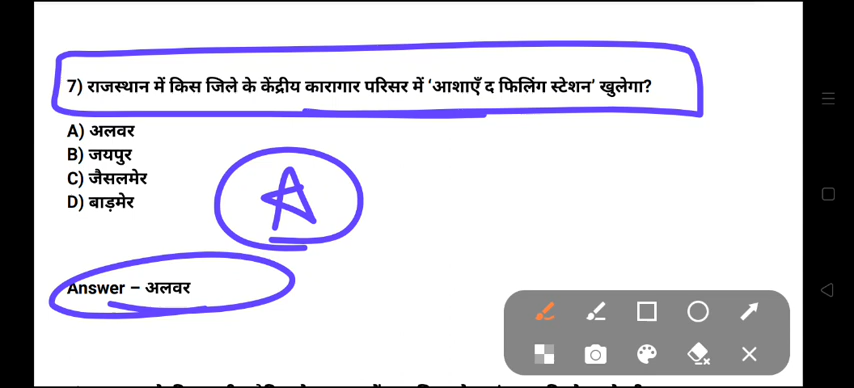 7) राजस्थान में किस जिले के केंद्रीय कारागार परिसर में ‘आशाएँ द फिलिंग स्टेशन’ खुलेगा?
A) अलवर
B) जयपुर
C) जैसलमेर
D) बाड़मेर
A
Answer – अलवर